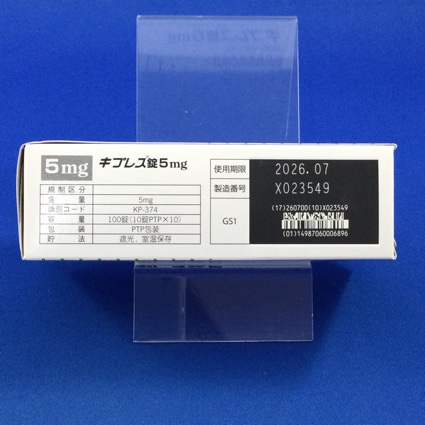 5mg
キプレス錠5mg
規制区分
含 量 5mg
識別コード KP-374
容 量 100錠(10錠PTP×10)
包 装 PTP包装
貯 法 遮光、室温保存
使用期限 2026.07
製造番号 X023549
GS1
(17)260700(10)X023549
(01)14987060006896